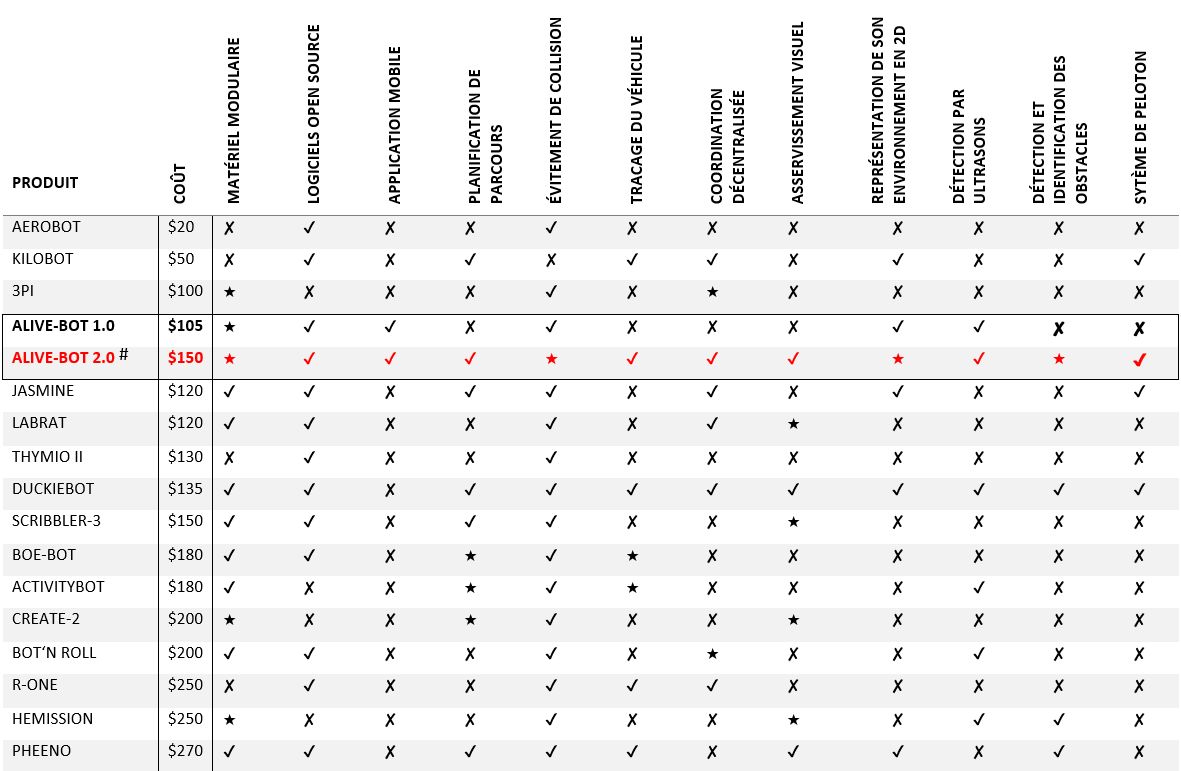 PRODUIT COÛT MATÉRIEL MODULAIRE LOGICIELS OPEN SOURCE APPLICATION MOBILE PLANIFICATION DE PARCOURS ÉVITEMENT DE COLLISION TRACAGE DU VÉHICULE COORDINATION DÉCENTRALISÉE ASSERVISSEMENT VISUEL REPRÉSENTATION DE SON ENVIRONNEMENT EN 2D DÉTECTION PAR ULTRASONS DÉTECTION ET IDENTIFICATION DES OBSTACLES SYTÈME DE PELOTON
AEROBOT $20 ✗ ✓ ✗ ✗ ✓ ✗ ✗ ✗ ✗ ✗ ✗ ✗
KILOBOT $50 ✗ ✓ ✗ ✓ ✗ ✓ ✓ ✗ ✓ ✗ ✗ ✓
3PI $100 ★ ✗ ✗ ✗ ✓ ✗ ★ ✗ ✗ ✗ ✗ ✗
ALIVE-BOT 1.0 $105 ★ ✓ ✓ ✗ ✓ ✗ ✗ ✗ ✓ ✓ ✗ ✗
ALIVE-BOT 2.0 # $150 ★ ✓ ✓ ✓ ★ ✓ ✓ ✓ ★ ✓ ★ ✓
JASMINE $120 ✓ ✓ ✗ ✓ ✓ ✗ ✓ ✗ ✓ ✗ ✗ ✓
LABRAT $120 ✓ ✓ ✗ ✗ ✓ ✗ ✓ ★ ✗ ✗ ✗ ✗
THYMIO II $130 ✗ ✓ ✗ ✗ ✓ ✗ ✗ ✗ ✗ ✗ ✗ ✗
DUCKIEBOT $135 ✓ ✓ ✗ ✓ ✓ ✓ ✓ ✓ ✓ ✓ ✓ ✓
SCRIBBLER-3 $150 ✓ ✓ ✗ ✓ ✓ ✗ ✗ ★ ✗ ✗ ✗ ✗
BOE-BOT $180 ✓ ✓ ✗ ★ ✓ ★ ✗ ✗ ✗ ✗ ✗ ✗
ACTIVITYBOT $180 ✓ ✗ ✗ ★ ✓ ★ ✗ ✗ ✗ ✓ ✗ ✗
CREATE-2 $200 ★ ✗ ✗ ★ ✓ ✗ ✗ ★ ✗ ✗ ✗ ✗
BOT‘N ROLL $200 ✓ ✓ ✗ ✗ ✓ ✗ ★ ✗ ✗ ✓ ✗ ✗
R-ONE $250 ✗ ✓ ✗ ✗ ✓ ✓ ✓ ✗ ✗ ✗ ✗ ✗
HEMISSION $250 ★ ✗ ✗ ✗ ✓ ✗ ✗ ★ ✗ ✓ ✓ ✗
PHEENO $270 ✓ ✓ ✗ ✓ ✓ ✓ ✗ ✓ ✓ ✗ ✓ ✗